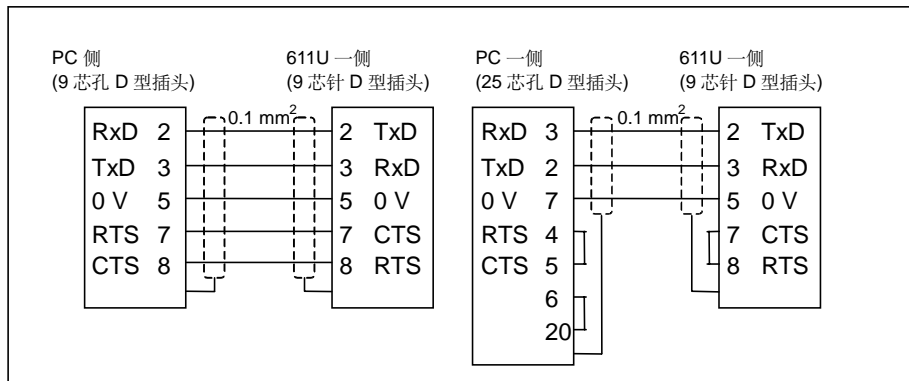 PC 侧
(9 芯孔 D 型插头)
611U 一侧
(9 芯针 D 型插头)
0.1 mm²
RxD 2
TxD 3
0 V 5
RTS 7
CTS 8
2 TxD
3 RxD
5 0 V
7 CTS
8 RTS
PC 一侧
(25 芯孔 D 型插头)
611U 一侧
(9 芯针 D 型插头)
0.1 mm²
RxD 3
TxD 2
0 V 7
RTS 4
CTS 5
6
20
2 TxD
3 RxD
5 0 V
7 CTS
8 RTS